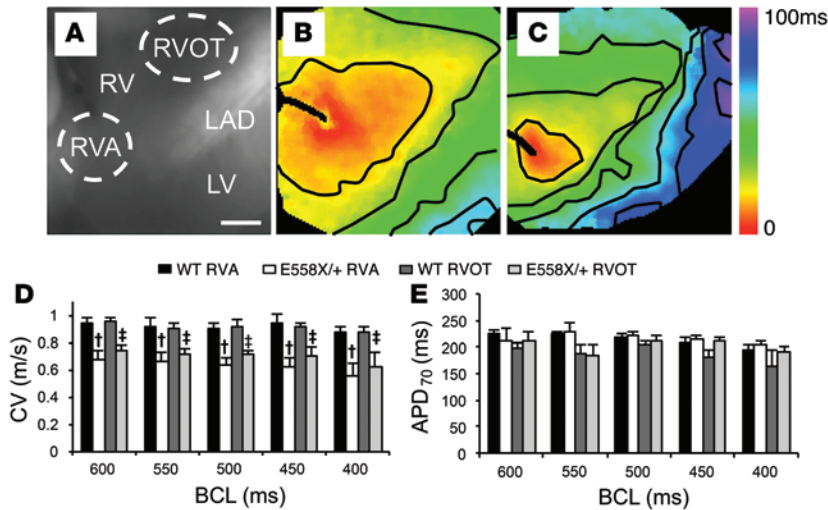 A
RVOT
RV
LAD
RVA
LV
B
C
100ms
0
WT RVA E558X/+ RVA WT RVOT E558X/+ RVOT
D
CV (m/s)
1
0.8
0.6
0.4
0.2
0
† ‡ † ‡ † ‡ † ‡ † ‡
600 550 500 450 400
BCL (ms)
E
APD70 (ms)
300
250
200
150
100
50
0
600 550 500 450 400
BCL (ms)